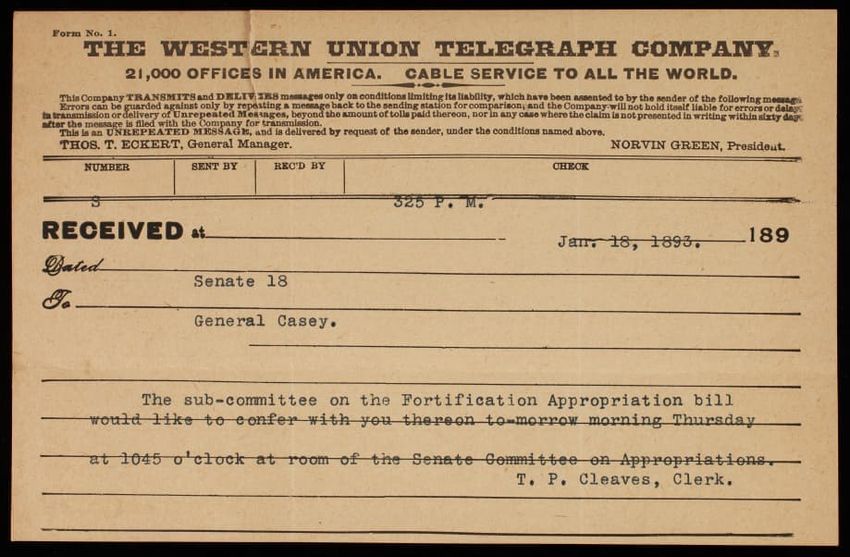 Form No. 1.
THE WESTERN UNION TELEGRAPH COMPANY.
21,000 OFFICES IN AMERICA. CABLE SERVICE TO ALL THE WORLD.
This Company TRANSMITS and DELIVERS messages only on conditions limiting its liability, which have been assented to by the sender of the following message.
Errors can be guarded against only by repeating a message back to the sending station for comparison, and the Company will not hold itself liable for errors or delays
in transmission or delivery of Unrepeated Messages, beyond the amount of tolls paid thereon, nor in any case where the claim is not presented in writing within sixty days
after the message is filed with the Company for transmission.
This is an UNREPEATED MESSAGE, and is delivered by request of the sender, under the conditions named above.
THOS. T. ECKERT, General Manager. NORVIN GREEN, President.
NUMBER SENT BY REC'D BY CHECK
S 325 P. M.
RECEIVED at Jan. 18, 1893. 189
Dated
Senate 18
To
General Casey.
The sub-committee on the Fortification Appropriation bill
would like to confer with you thereon to-morrow morning Thursday
at 1045 o'clock at room of the Senate Committee on Appropriations.
T. P. Cleaves, Clerk.